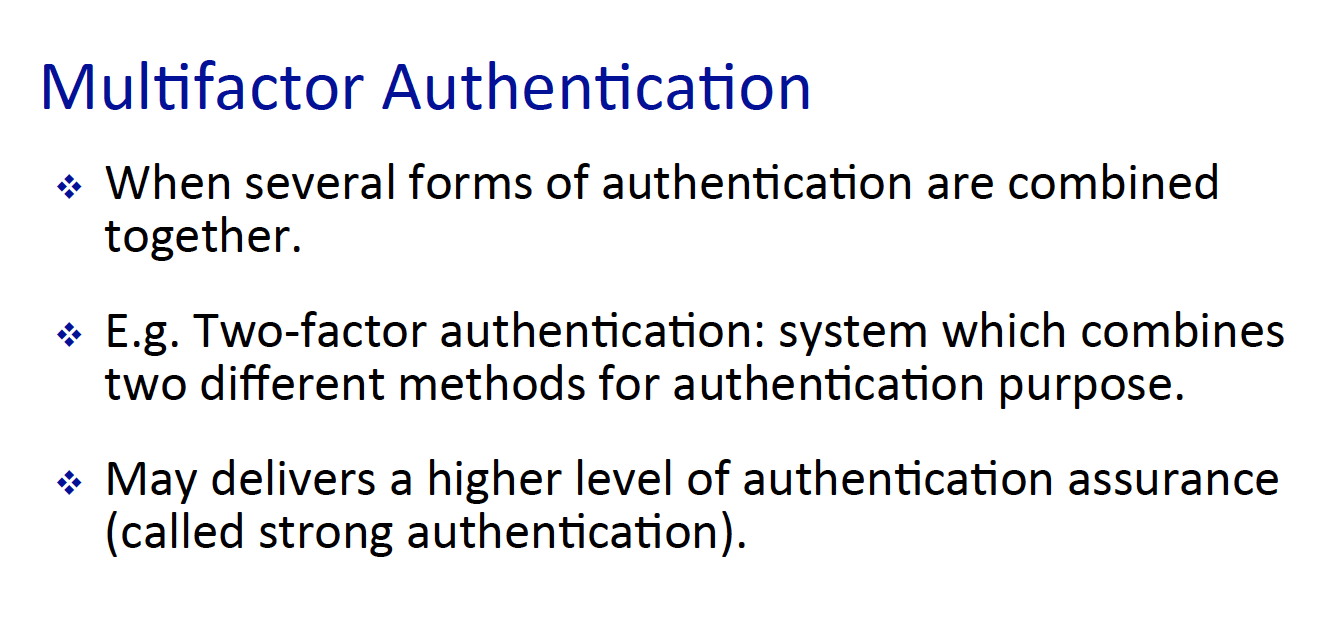 Multifactor Authentication
❖ When several forms of authentication are combined
together.
❖ E.g. Two-factor authentication: system which combines
two different methods for authentication purpose.
❖ May delivers a higher level of authentication assurance
(called strong authentication).